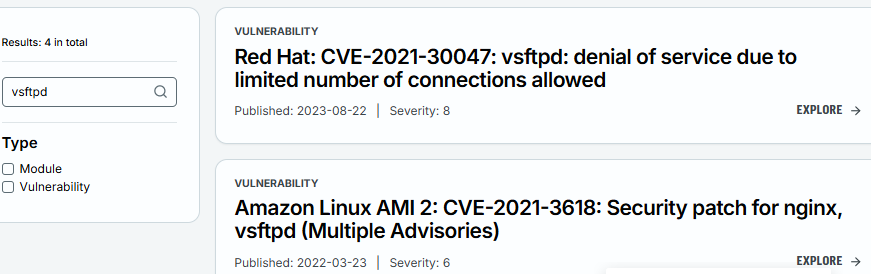 Results: 4 in total
vsftpd
Type
Module
Vulnerability
VULNERABILITY
Red Hat: CVE-2021-30047: vsftpd: denial of service due to
limited number of connections allowed
Published: 2023-08-22 | Severity: 8
EXPLORE →
VULNERABILITY
Amazon Linux AMI 2: CVE-2021-3618: Security patch for nginx,
vsftpd (Multiple Advisories)
Published: 2022-03-23 | Severity: 6
EXPLORE →